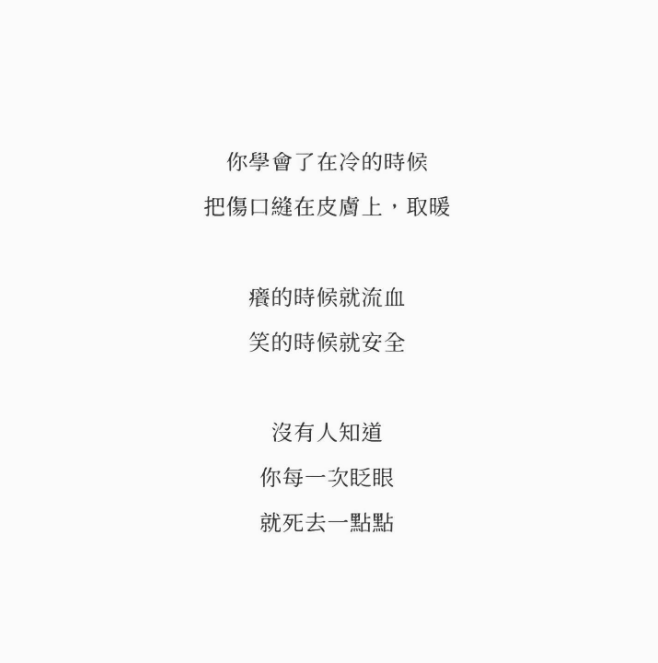 你學會了在冷的時候
把傷口縫在皮膚上，取暖
癢的時候就流血
笑的時候就安全
沒有人知道
你每一次眨眼
就死去一點點